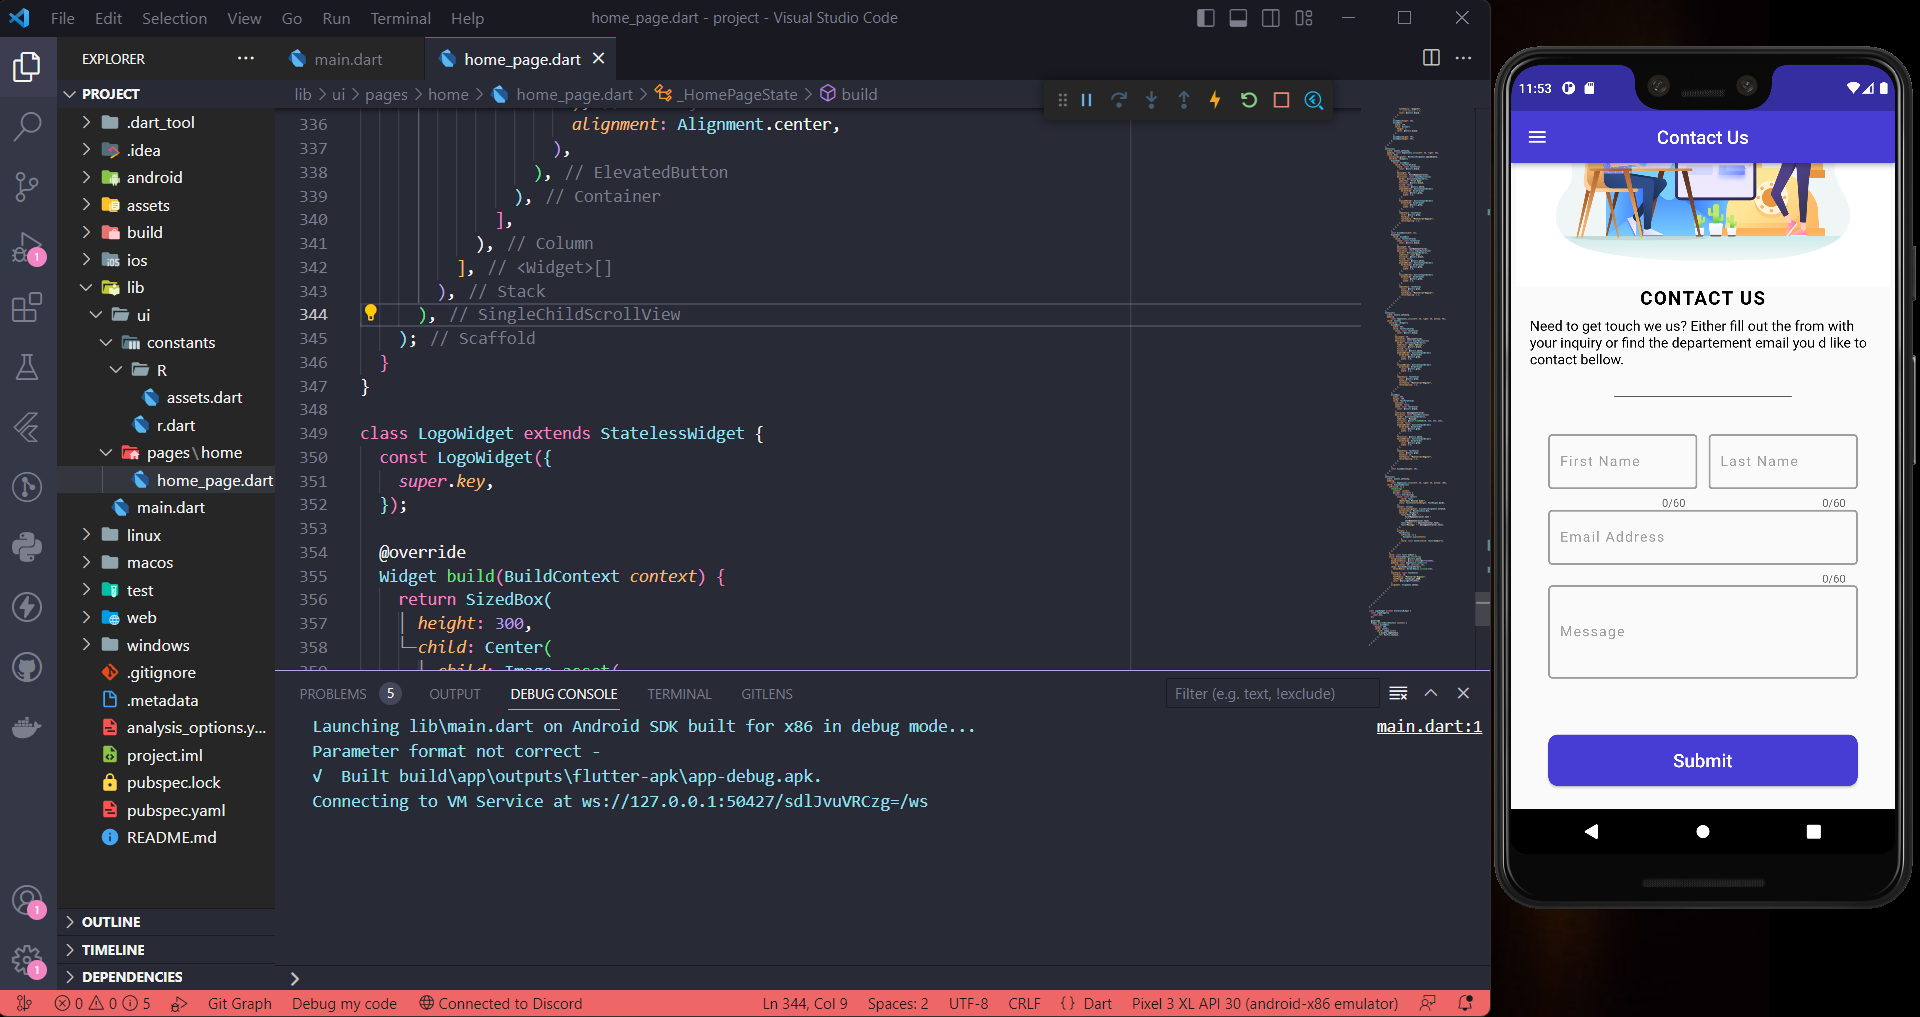 File Edit Selection View Go Run Terminal Help
home_page.dart - project - Visual Studio Code
EXPLORER
PROJECT
.dart_tool
.idea
android
assets
build
ios
lib
ui
constants
R
assets.dart
r.dart
pages\home
home_page.dart
main.dart
linux
macos
test
web
windows
.gitignore
.metadata
analysis_options.y...
project.iml
pubspec.lock
pubspec.yaml
README.md
OUTLINE
TIMELINE
DEPENDENCIES
1
1
1
main.dart
home_page.dart
lib > ui > pages > home > home_page.dart > _HomePageState > build
336 alignment: Alignment.center,
337 ),
338 ), // ElevatedButton
339 ), // Container
340 ],
341 ), // Column
342 ], // <Widget>[]
343 ), // Stack
344 ), // SingleChildScrollView
345 ); // Scaffold
346 }
347 }
348
349 class LogoWidget extends StatelessWidget {
350 const LogoWidget({
351 super.key,
352 });
353
354 @override
355 Widget build(BuildContext context) {
356 return SizedBox(
357 height: 300,
358 child: Center(
359 child: Image.asset(
PROBLEMS 5 OUTPUT DEBUG CONSOLE TERMINAL GITLENS
Filter (e.g. text, !exclude)
Launching lib\main.dart on Android SDK built for x86 in debug mode...
main.dart:1
Parameter format not correct -
√ Built build\app\outputs\flutter-apk\app-debug.apk.
Connecting to VM Service at ws://127.0.0.1:50427/sdlJvuVRCzg=/ws
0 0 5 Git Graph Debug my code Connected to Discord
Ln 344, Col 9 Spaces: 2 UTF-8 CRLF {} Dart Pixel 3 XL API 30 (android-x86 emulator)
11:53
Contact Us
CONTACT US
Need to get touch we us? Either fill out the from with
your inquiry or find the departement email you d like to
contact bellow.
First Name
Last Name
0/60
0/60
Email Address
0/60
Message
Submit